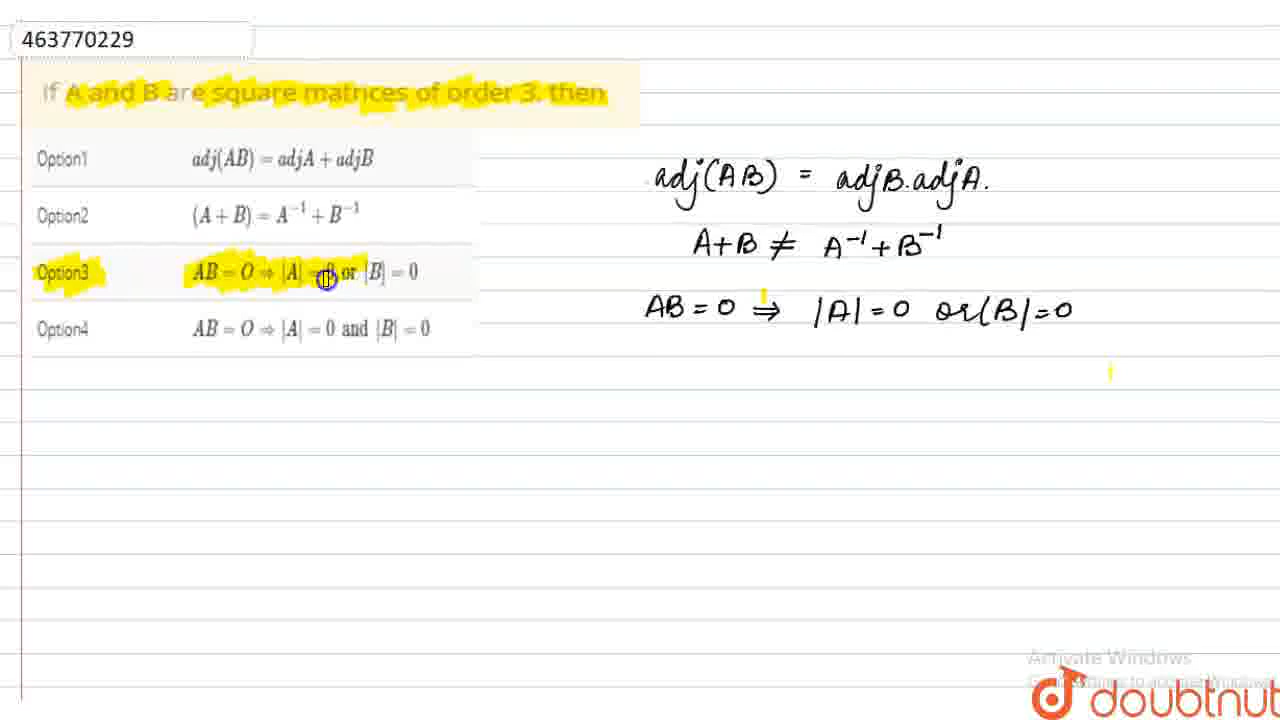 463770229
If A and B are square matrices of order 3. then
Option1 adj(AB) = adjA + adjB
Option2 (A + B) = A⁻¹ + B⁻¹
Option3 AB = O ⇒ |A| = 0 or |B| = 0
Option4 AB = O ⇒ |A| = 0 and |B| = 0
adj(AB) = adjB.adjA.
A+B ≠ A⁻¹+B⁻¹
AB = 0 ⇒ |A| = 0 or |B| = 0
Activate Windows
doubtnut